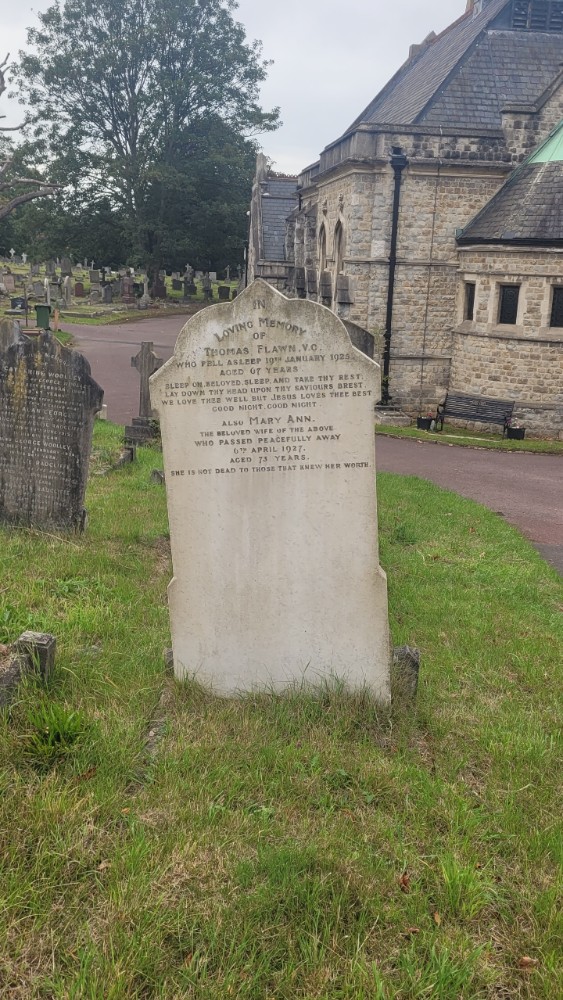 IN
LOVING MEMORY
OF
THOMAS FLAWN, V.C.
WHO FELL ASLEEP 19TH JANUARY 1925.
AGED 67 YEARS
SLEEP ON, BELOVED, SLEEP, AND TAKE THY REST.
LAY DOWN THY HEAD UPON THY SAVIOURS BREST.
WE LOVE THEE WELL BUT JESUS LOVES THEE BEST
GOOD NIGHT, GOOD NIGHT
ALSO MARY ANN.
THE BELOVED WIFE OF THE ABOVE
WHO PASSED PEACEFULLY AWAY
6TH APRIL 1927.
AGED 73 YEARS.
SHE IS NOT DEAD TO THOSE THAT KNEW HER WORTH